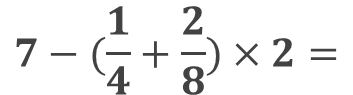 7 − (1/4 + 2/8) × 2 =